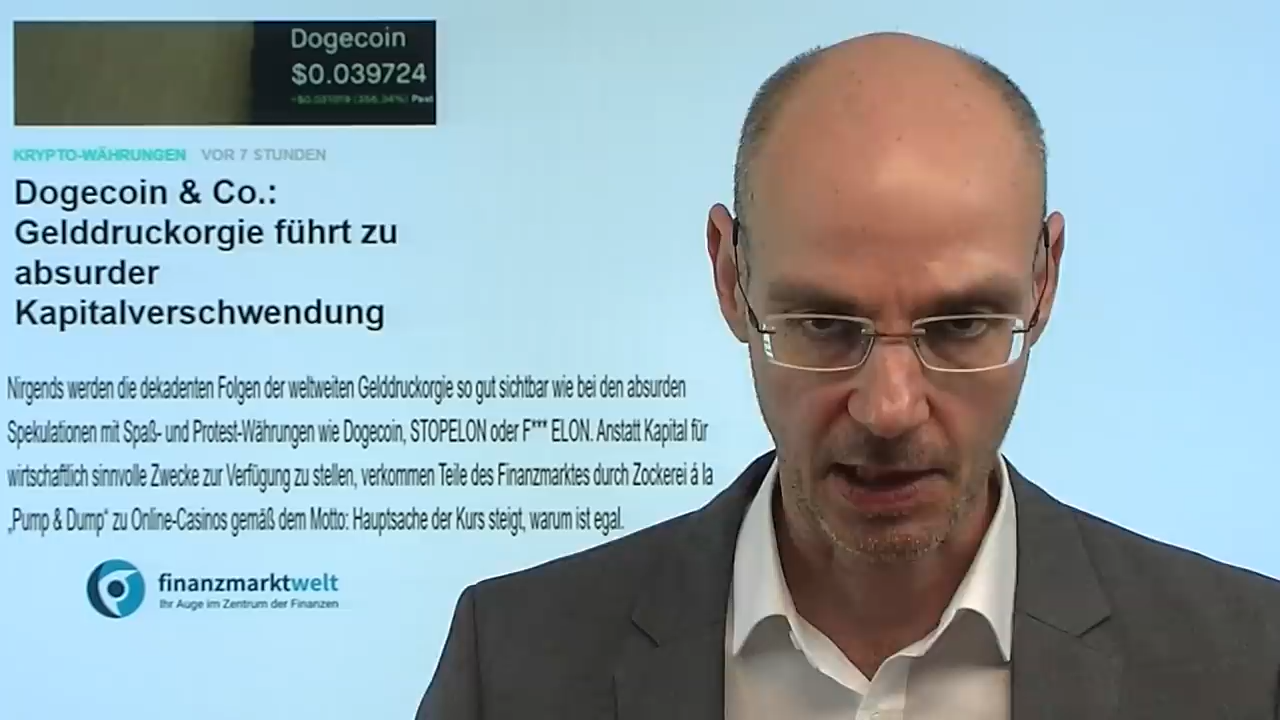 Dogecoin
$0.039724
KRYPTO-WÄHRUNGEN VOR 7 STUNDEN
Dogecoin & Co.:
Gelddruckorgie führt zu
absurder
Kapitalverschwendung
Nirgends werden die dekadenten Folgen der weltweiten Gelddruckorgie so gut sichtbar wie bei den absurden
Spekulationen mit Spaß- und Protest-Währungen wie Dogecoin, STOPELON oder F*** ELON. Anstatt Kapital für
wirtschaftlich sinnvolle Zwecke zur Verfügung zu stellen, verkommen Teile des Finanzmarktes durch Zockerei á la
„Pump & Dump“ zu Online-Casinos gemäß dem Motto: Hauptsache der Kurs steigt, warum ist egal.
finanzmarktwelt
Ihr Auge im Zentrum der Finanzen